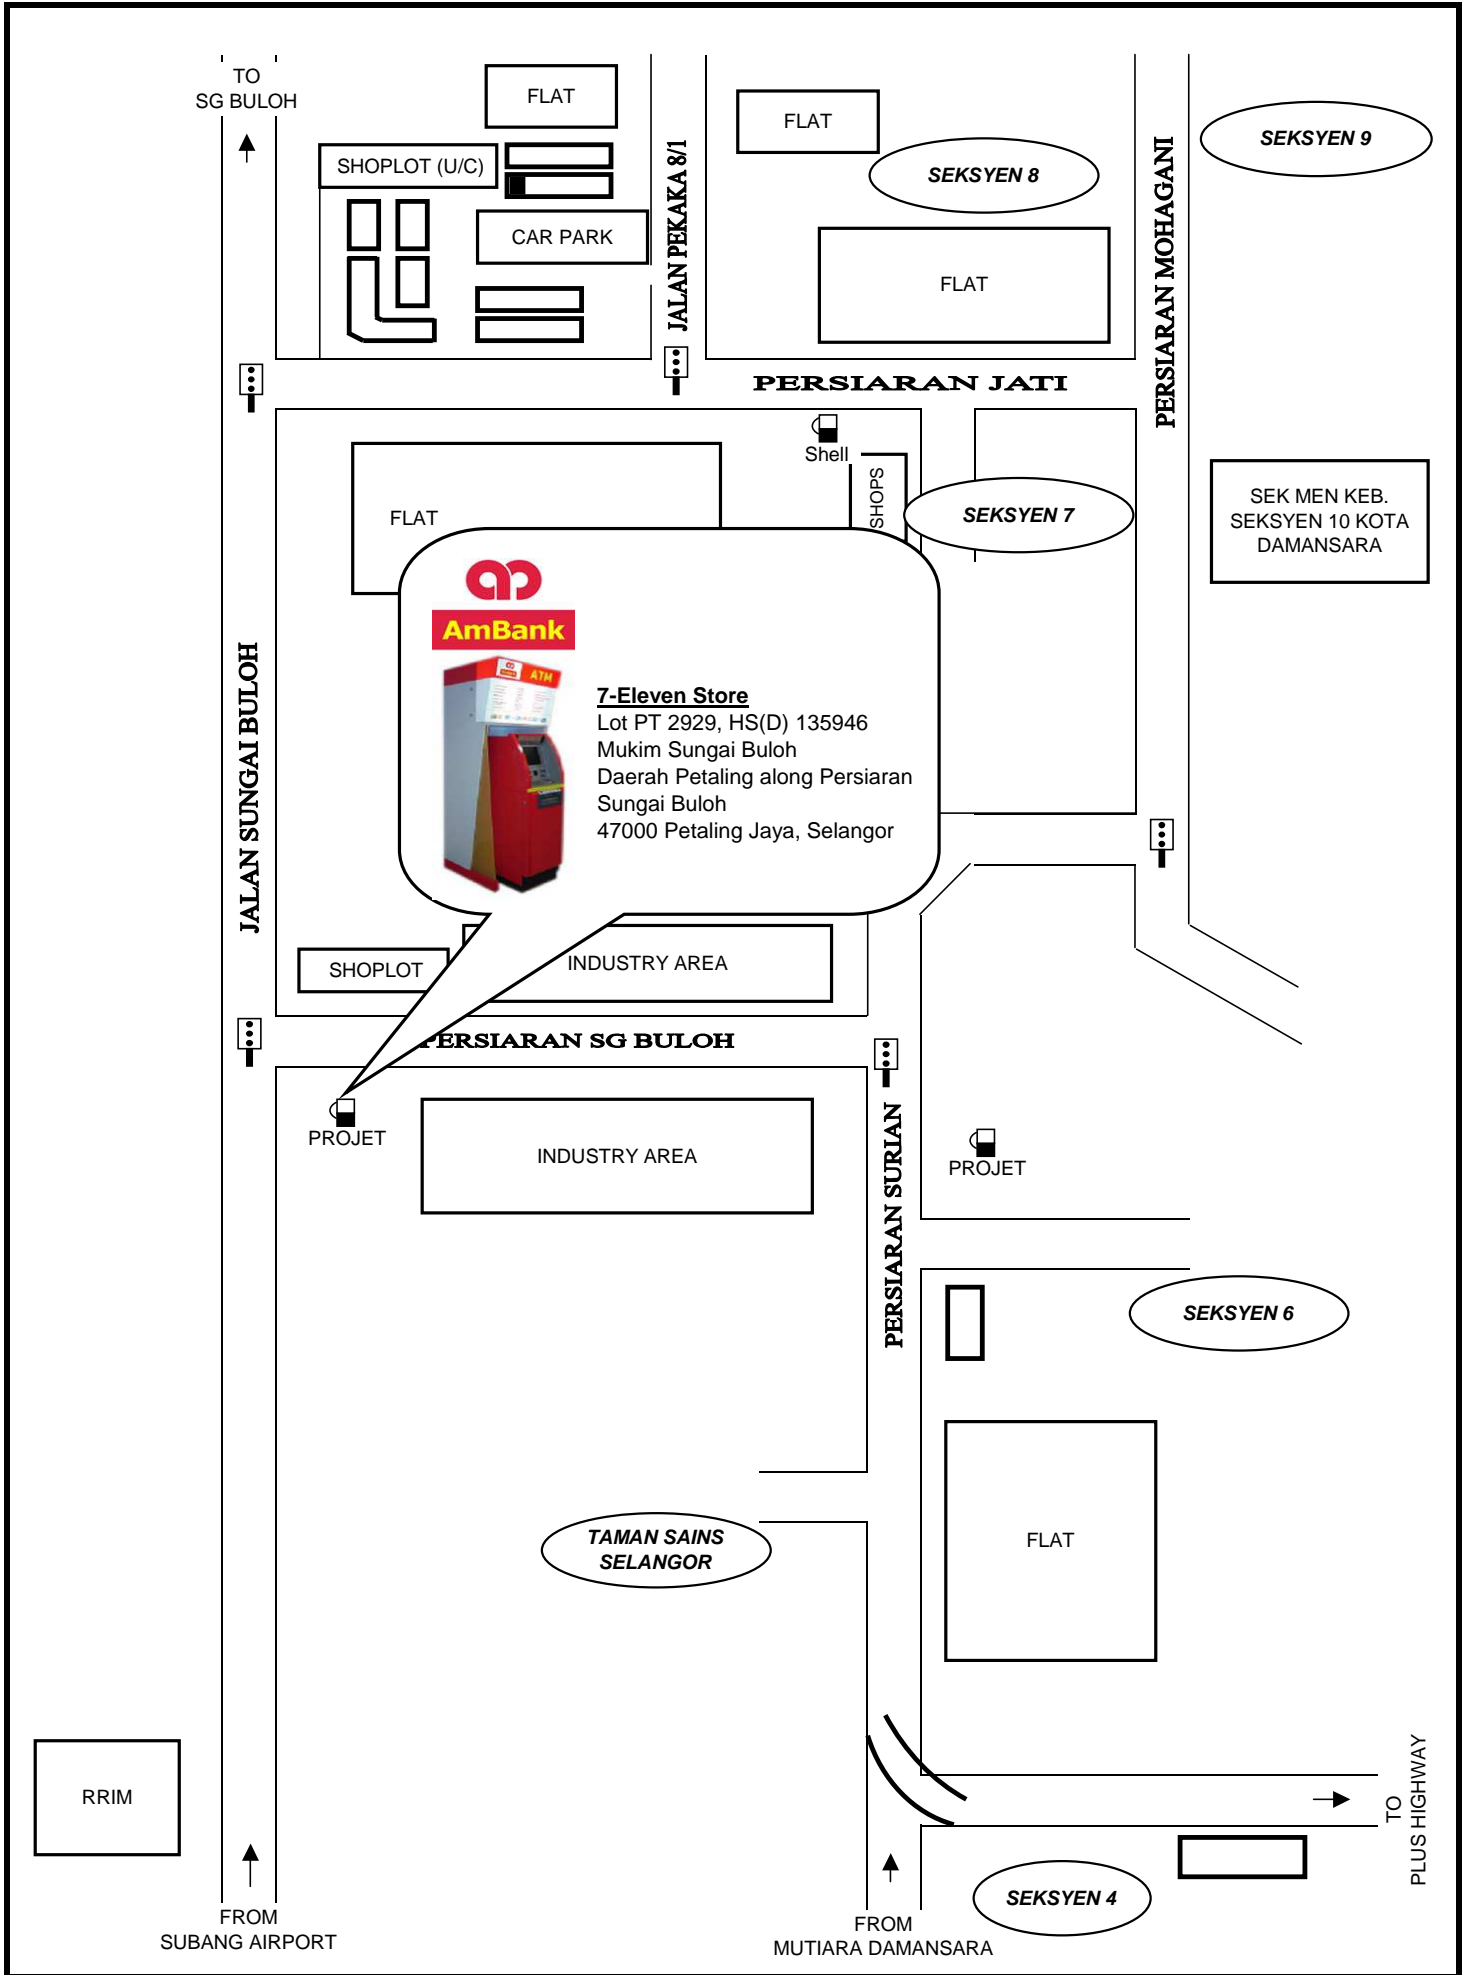 TO
SG BULOH
FLAT
SHOPLOT (U/C)
CAR PARK
JALAN PEKAKA 8/1
FLAT
SEKSYEN 8
FLAT
PERSIARAN MOHAGANI
SEKSYEN 9
PERSIARAN JATI
Shell
SHOPS
FLAT
SEKSYEN 7
SEK MEN KEB.
SEKSYEN 10 KOTA
DAMANSARA
JALAN SUNGAI BULOH
AmBank
ATM
7-Eleven Store
Lot PT 2929, HS(D) 135946
Mukim Sungai Buloh
Daerah Petaling along Persiaran
Sungai Buloh
47000 Petaling Jaya, Selangor
SHOPLOT
INDUSTRY AREA
PERSIARAN SG BULOH
PROJET
INDUSTRY AREA
PERSIARAN SURIAN
PROJET
SEKSYEN 6
TAMAN SAINS
SELANGOR
FLAT
RRIM
TO
PLUS HIGHWAY
SEKSYEN 4
FROM
SUBANG AIRPORT
FROM
MUTIARA DAMANSARA